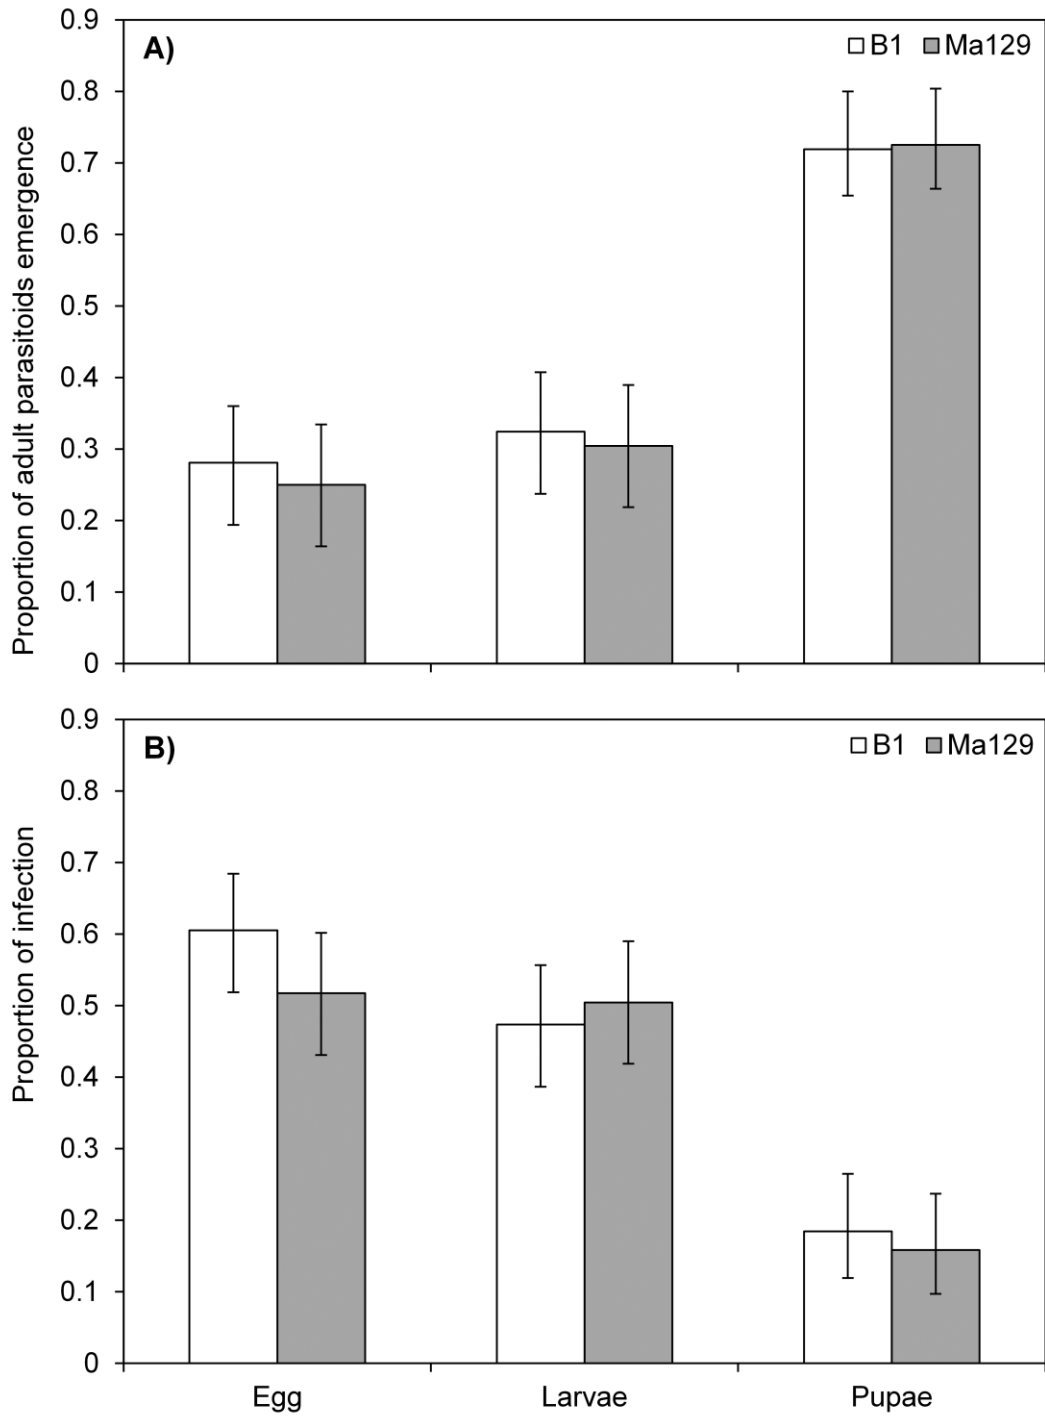 Proportion of adult parasitoids emergence
A)
B1 Ma129
0.9
0.8
0.7
0.6
0.5
0.4
0.3
0.2
0.1
0
Proportion of infection
B)
B1 Ma129
0.9
0.8
0.7
0.6
0.5
0.4
0.3
0.2
0.1
0
Egg Larvae Pupae